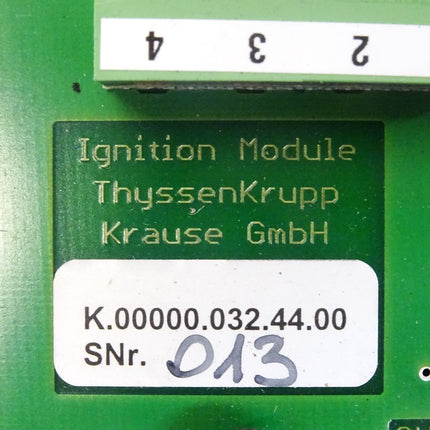 4 3 2
Ignition Module
ThyssenKrupp
Krause GmbH
K.00000.032.44.00
SNr. 013